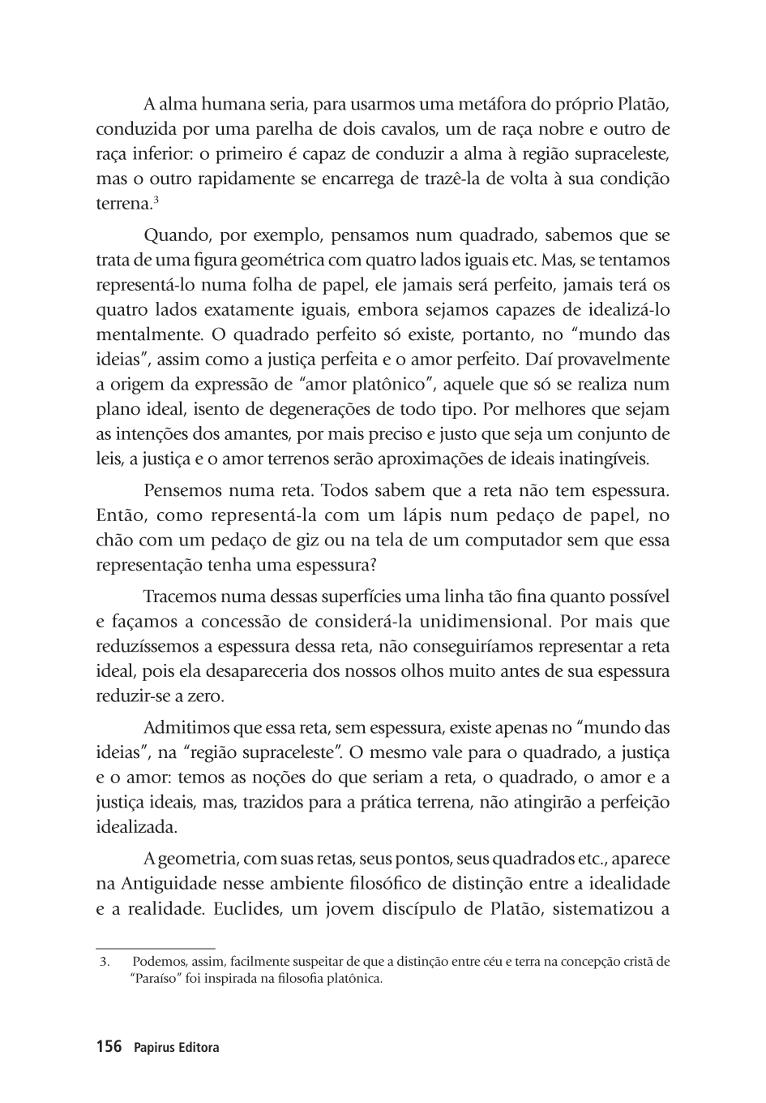 A alma humana seria, para usarmos uma metáfora do próprio Platão,
conduzida por uma parelha de dois cavalos, um de raça nobre e outro de
raça inferior: o primeiro é capaz de conduzir a alma à região supraceleste,
mas o outro rapidamente se encarrega de trazê-la de volta à sua condição
terrena.3
Quando, por exemplo, pensamos num quadrado, sabemos que se
trata de uma figura geométrica com quatro lados iguais etc. Mas, se tentamos
representá-lo numa folha de papel, ele jamais será perfeito, jamais terá os
quatro lados exatamente iguais, embora sejamos capazes de idealizá-lo
mentalmente. O quadrado perfeito só existe, portanto, no “mundo das
ideias”, assim como a justiça perfeita e o amor perfeito. Daí provavelmente
a origem da expressão de “amor platônico”, aquele que só se realiza num
plano ideal, isento de degenerações de todo tipo. Por melhores que sejam
as intenções dos amantes, por mais preciso e justo que seja um conjunto de
leis, a justiça e o amor terrenos serão aproximações de ideais inatingíveis.
Pensemos numa reta. Todos sabem que a reta não tem espessura.
Então, como representá-la com um lápis num pedaço de papel, no
chão com um pedaço de giz ou na tela de um computador sem que essa
representação tenha uma espessura?
Tracemos numa dessas superfícies uma linha tão fina quanto possível
e façamos a concessão de considerá-la unidimensional. Por mais que
reduzíssemos a espessura dessa reta, não conseguiríamos representar a reta
ideal, pois ela desapareceria dos nossos olhos muito antes de sua espessura
reduzir-se a zero.
Admitimos que essa reta, sem espessura, existe apenas no “mundo das
ideias”, na “região supraceleste”. O mesmo vale para o quadrado, a justiça
e o amor: temos as noções do que seriam a reta, o quadrado, o amor e a
justiça ideais, mas, trazidos para a prática terrena, não atingirão a perfeição
idealizada.
A geometria, com suas retas, seus pontos, seus quadrados etc., aparece
na Antiguidade nesse ambiente filosófico de distinção entre a idealidade
e a realidade. Euclides, um jovem discípulo de Platão, sistematizou a
3. Podemos, assim, facilmente suspeitar de que a distinção entre céu e terra na concepção cristã de
“Paraíso” foi inspirada na filosofia platônica.
156 Papirus Editora